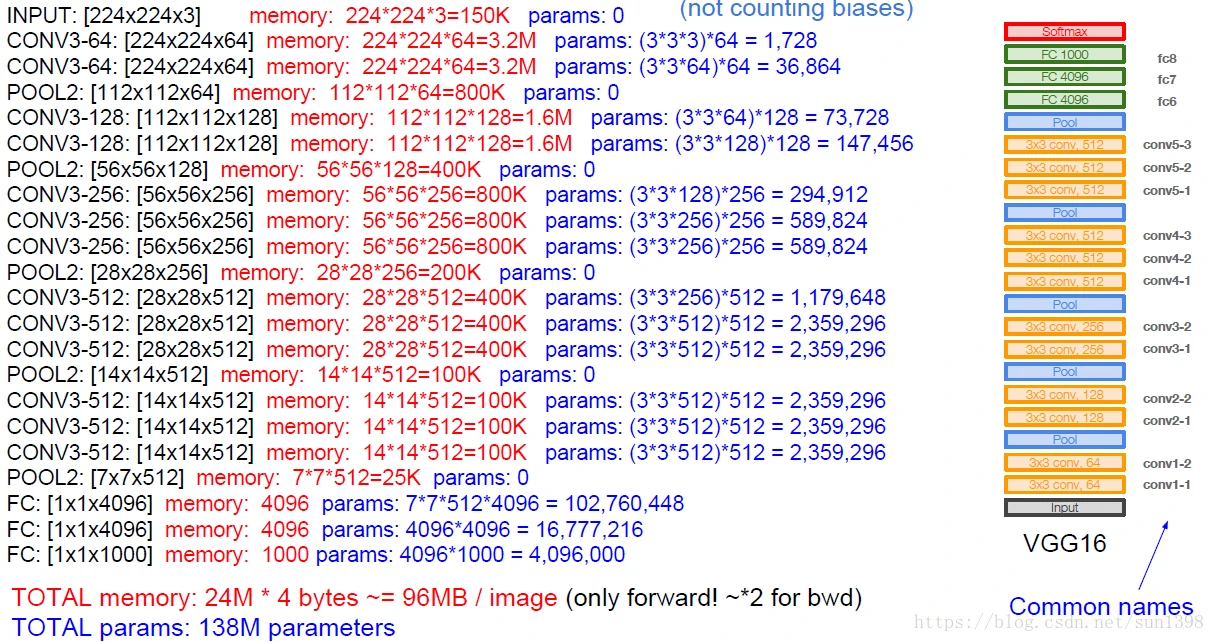 (not counting biases)
INPUT: [224x224x3] memory: 224*224*3=150K params: 0
CONV3-64: [224x224x64] memory: 224*224*64=3.2M params: (3*3*3)*64 = 1,728
CONV3-64: [224x224x64] memory: 224*224*64=3.2M params: (3*3*64)*64 = 36,864
POOL2: [112x112x64] memory: 112*112*64=800K params: 0
CONV3-128: [112x112x128] memory: 112*112*128=1.6M params: (3*3*64)*128 = 73,728
CONV3-128: [112x112x128] memory: 112*112*128=1.6M params: (3*3*128)*128 = 147,456
POOL2: [56x56x128] memory: 56*56*128=400K params: 0
CONV3-256: [56x56x256] memory: 56*56*256=800K params: (3*3*128)*256 = 294,912
CONV3-256: [56x56x256] memory: 56*56*256=800K params: (3*3*256)*256 = 589,824
CONV3-256: [56x56x256] memory: 56*56*256=800K params: (3*3*256)*256 = 589,824
POOL2: [28x28x256] memory: 28*28*256=200K params: 0
CONV3-512: [28x28x512] memory: 28*28*512=400K params: (3*3*256)*512 = 1,179,648
CONV3-512: [28x28x512] memory: 28*28*512=400K params: (3*3*512)*512 = 2,359,296
CONV3-512: [28x28x512] memory: 28*28*512=400K params: (3*3*512)*512 = 2,359,296
POOL2: [14x14x512] memory: 14*14*512=100K params: 0
CONV3-512: [14x14x512] memory: 14*14*512=100K params: (3*3*512)*512 = 2,359,296
CONV3-512: [14x14x512] memory: 14*14*512=100K params: (3*3*512)*512 = 2,359,296
CONV3-512: [14x14x512] memory: 14*14*512=100K params: (3*3*512)*512 = 2,359,296
POOL2: [7x7x512] memory: 7*7*512=25K params: 0
FC: [1x1x4096] memory: 4096 params: 7*7*512*4096 = 102,760,448
FC: [1x1x4096] memory: 4096 params: 4096*4096 = 16,777,216
FC: [1x1x1000] memory: 1000 params: 4096*1000 = 4,096,000
TOTAL memory: 24M * 4 bytes ~= 96MB / image (only forward! ~*2 for bwd)
TOTAL params: 138M parameters
Softmax
FC 1000 fc8
FC 4096 fc7
FC 4096 fc6
Pool
3x3 conv, 512 conv5-3
3x3 conv, 512 conv5-2
3x3 conv, 512 conv5-1
Pool
3x3 conv, 512 conv4-3
3x3 conv, 512 conv4-2
3x3 conv, 512 conv4-1
Pool
3x3 conv, 256 conv3-2
3x3 conv, 256 conv3-1
Pool
3x3 conv, 128 conv2-2
3x3 conv, 128 conv2-1
Pool
3x3 conv, 64 conv1-2
3x3 conv, 64 conv1-1
Input
VGG16
Common names
https://blog.csdn.net/sun1398